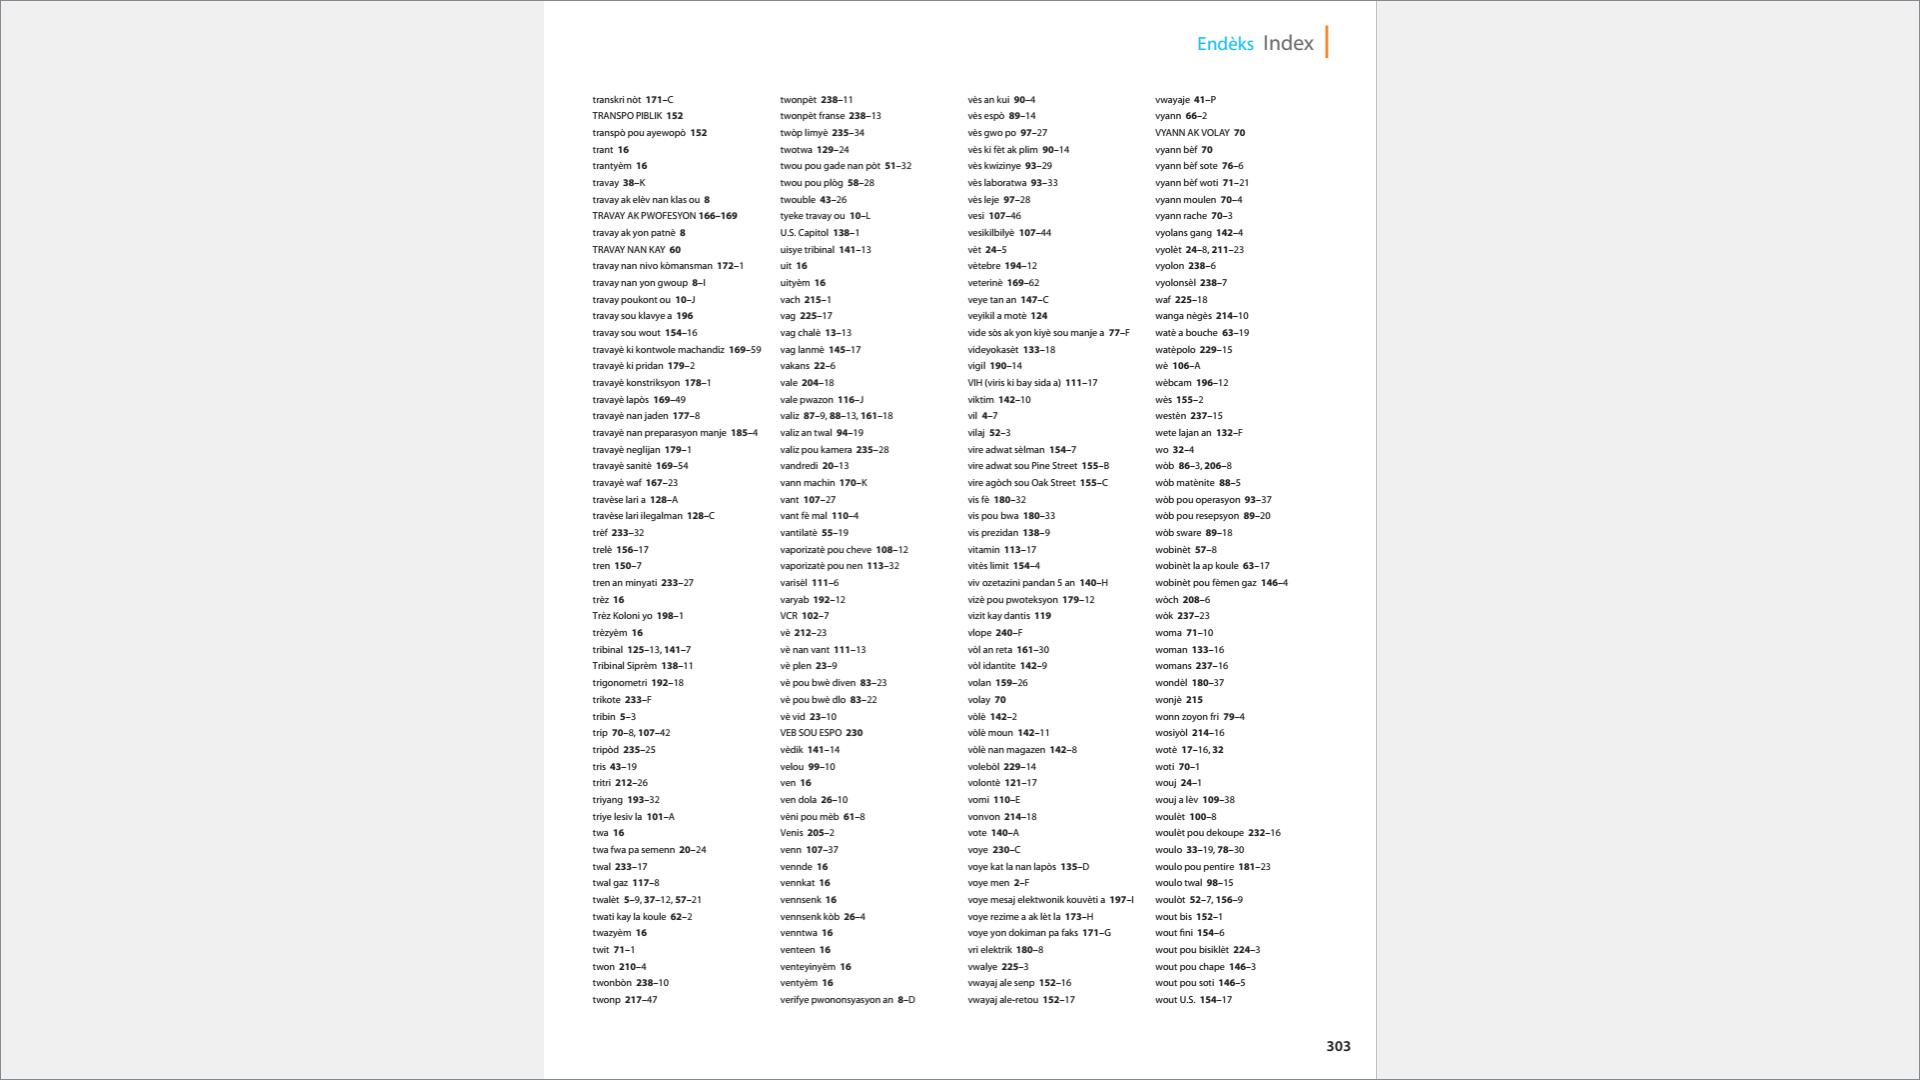 Endèks Index
transkri nòt 171–C
TRANSPO PIBLIK 152
transpò pou ayewopò 152
trant 16
trantyèm 16
travay 38–K
travay ak elèv nan klas ou 8
TRAVAY AK PWOFESYON 166–169
travay ak yon patnè 8
TRAVAY NAN KAY 60
travay nan nivo kòmansman 172–1
travay nan yon gwoup 8–I
travay poukont ou 10–J
travay sou klavye a 196
travay sou wout 154–16
travayè ki kontwole machandiz 169–59
travayè ki pridan 179–2
travayè konstriksyon 178–1
travayè lapòs 169–49
travayè nan jaden 177–8
travayè nan preparasyon manje 185–4
travayè neglijan 179–1
travayè sanitè 169–54
travayè waf 167–23
travèse lari a 128–A
travèse lari ilegalman 128–C
trèf 233–32
trelè 156–17
tren 150–7
tren an minyati 233–27
trèz 16
Trèz Koloni yo 198–1
trèzyèm 16
tribinal 125–13, 141–7
Tribinal Siprèm 138–11
trigonometri 192–18
trikote 233–F
tribin 5–3
trip 70–8, 107–42
tripòd 235–25
tris 43–19
tritri 212–26
triyang 193–32
triye lesiv la 101–A
twa 16
twa fwa pa semenn 20–24
twal 233–17
twal gaz 117–8
twalèt 5–9, 37–12, 57–21
twati kay la koule 62–2
twazyèm 16
twit 71–1
twon 210–4
twonbòn 238–10
twonp 217–47
twonpèt 238–11
twonpèt franse 238–13
twòp limyè 235–34
twotwa 129–24
twou pou gade nan pòt 51–32
twou pou plòg 58–28
twouble 43–26
tyeke travay ou 10–L
U.S. Capitol 138–1
uisye tribinal 141–13
uit 16
uityèm 16
vach 215–1
vag 225–17
vag chalè 13–13
vag lanmè 145–17
vakans 22–6
vale 204–18
vale pwazon 116–J
valiz 87–9, 88–13, 161–18
valiz an twal 94–19
valiz pou kamera 235–28
vandredi 20–13
vann machin 170–K
vant 107–27
vant fè mal 110–4
vantilatè 55–19
vaporizatè pou cheve 108–12
vaporizatè pou nen 113–32
varisèl 111–6
varyab 192–12
VCR 102–7
vè 212–23
vè nan vant 111–13
vè plen 23–9
vè pou bwè diven 83–23
vè pou bwè dlo 83–22
vè vid 23–10
VEB SOU ESPO 230
vèdik 141–14
velou 99–10
ven 16
ven dola 26–10
vèni pou mèb 61–8
Venis 205–2
venn 107–37
vennde 16
vennkat 16
vennsenk 16
vennsenk kòb 26–4
venntwa 16
venteen 16
venteyinyèm 16
ventyèm 16
verifye pwononsyasyon an 8–D
vès an kui 90–4
vès espò 89–14
vès gwo po 97–27
vès ki fèt ak plim 90–14
vès kwizinye 93–29
vès laboratwa 93–33
vès leje 97–28
vesi 107–46
vesikilbilyè 107–44
vèt 24–5
vètebre 194–12
veterinè 169–62
veye tan an 147–C
veyikil a motè 124
vide sòs ak yon kiyè sou manje a 77–F
videyokasèt 133–18
vigil 190–14
VIH (viris ki bay sida a) 111–17
viktim 142–10
vil 4–7
vilaj 52–3
vire adwat sèlman 154–7
vire adwat sou Pine Street 155–B
vire agòch sou Oak Street 155–C
vis fè 180–32
vis pou bwa 180–33
vis prezidan 138–9
vitamin 113–17
vitès limit 154–4
viv ozetazini pandan 5 an 140–H
vizè pou pwoteksyon 179–12
vizit kay dantis 119
vlope 240–F
vòl an reta 161–30
vòl idantite 142–9
volan 159–26
volay 70
vòlè 142–2
vòlè moun 142–11
vòlè nan magazen 142–8
volebòl 229–14
volontè 121–17
vomi 110–E
vonvon 214–18
vote 140–A
voye 230–C
voye kat la nan lapòs 135–D
voye men 2–F
voye mesaj elektwonik kouvèti a 197–I
voye rezime a ak lèt la 173–H
voye yon dokiman pa faks 171–G
vri elektrik 180–8
vwalye 225–3
vwayaj ale senp 152–16
vwayaj ale-retou 152–17
vwayaje 41–P
vyann 66–2
VYANN AK VOLAY 70
vyann bèf 70
vyann bèf sote 76–6
vyann bèf woti 71–21
vyann moulen 70–4
vyann rache 70–3
vyolans gang 142–4
vyolèt 24–8, 211–23
vyolon 238–6
vyolonsèl 238–7
waf 225–18
wanga nègès 214–10
watè a bouche 63–19
watèpolo 229–15
wè 106–A
wèbcam 196–12
wès 155–2
westèn 237–15
wete lajan an 132–F
wo 32–4
wòb 86–3, 206–8
wòb matènite 88–5
wòb pou operasyon 93–37
wòb pou resepsyon 89–20
wòb sware 89–18
wobinèt 57–8
wobinèt la ap koule 63–17
wobinèt pou fèmen gaz 146–4
wòch 208–6
wòk 237–23
woma 71–10
woman 133–16
womans 237–16
wondèl 180–37
wonjè 215
wonn zoyon fri 79–4
wosiyòl 214–16
wotè 17–16, 32
woti 70–1
wouj 24–1
wouj a lèv 109–38
woulèt 100–8
woulèt pou dekoupe 232–16
woulo 33–19, 78–30
woulo pou pentire 181–23
woulo twal 98–15
woulòt 52–7, 156–9
wout bis 152–1
wout fini 154–6
wout pou bisiklèt 224–3
wout pou chape 146–3
wout pou soti 146–5
wout U.S. 154–17
303